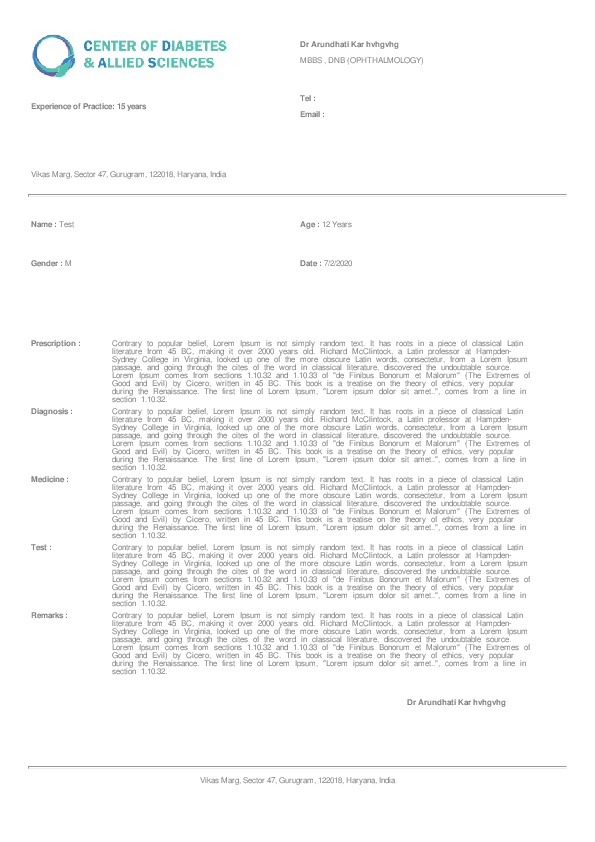 CENTER OF DIABETES
& ALLIED SCIENCES
Dr Arundhati Kar hvhgvhg
MBBS , DNB (OPHTHALMOLOGY)
Tel :
Experience of Practice: 15 years
Email :
Vikas Marg, Sector 47, Gurugram, 122018, Haryana, India
Name : Test Age : 12 Years
Gender : M Date : 7/2/2020
Prescription : Contrary to popular belief, Lorem Ipsum is not simply random text. It has roots in a piece of classical Latin
literature from 45 BC, making it over 2000 years old. Richard McClintock, a Latin professor at Hampden-
Sydney College in Virginia, looked up one of the more obscure Latin words, consectetur, from a Lorem Ipsum
passage, and going through the cites of the word in classical literature, discovered the undoubtable source.
Lorem Ipsum comes from sections 1.10.32 and 1.10.33 of "de Finibus Bonorum et Malorum" (The Extremes of
Good and Evil) by Cicero, written in 45 BC. This book is a treatise on the theory of ethics, very popular
during the Renaissance. The first line of Lorem Ipsum, "Lorem ipsum dolor sit amet..", comes from a line in
section 1.10.32.
Diagnosis : Contrary to popular belief, Lorem Ipsum is not simply random text. It has roots in a piece of classical Latin
literature from 45 BC, making it over 2000 years old. Richard McClintock, a Latin professor at Hampden-
Sydney College in Virginia, looked up one of the more obscure Latin words, consectetur, from a Lorem Ipsum
passage, and going through the cites of the word in classical literature, discovered the undoubtable source.
Lorem Ipsum comes from sections 1.10.32 and 1.10.33 of "de Finibus Bonorum et Malorum" (The Extremes of
Good and Evil) by Cicero, written in 45 BC. This book is a treatise on the theory of ethics, very popular
during the Renaissance. The first line of Lorem Ipsum, "Lorem ipsum dolor sit amet..", comes from a line in
section 1.10.32.
Medicine : Contrary to popular belief, Lorem Ipsum is not simply random text. It has roots in a piece of classical Latin
literature from 45 BC, making it over 2000 years old. Richard McClintock, a Latin professor at Hampden-
Sydney College in Virginia, looked up one of the more obscure Latin words, consectetur, from a Lorem Ipsum
passage, and going through the cites of the word in classical literature, discovered the undoubtable source.
Lorem Ipsum comes from sections 1.10.32 and 1.10.33 of "de Finibus Bonorum et Malorum" (The Extremes of
Good and Evil) by Cicero, written in 45 BC. This book is a treatise on the theory of ethics, very popular
during the Renaissance. The first line of Lorem Ipsum, "Lorem ipsum dolor sit amet..", comes from a line in
section 1.10.32.
Test : Contrary to popular belief, Lorem Ipsum is not simply random text. It has roots in a piece of classical Latin
literature from 45 BC, making it over 2000 years old. Richard McClintock, a Latin professor at Hampden-
Sydney College in Virginia, looked up one of the more obscure Latin words, consectetur, from a Lorem Ipsum
passage, and going through the cites of the word in classical literature, discovered the undoubtable source.
Lorem Ipsum comes from sections 1.10.32 and 1.10.33 of "de Finibus Bonorum et Malorum" (The Extremes of
Good and Evil) by Cicero, written in 45 BC. This book is a treatise on the theory of ethics, very popular
during the Renaissance. The first line of Lorem Ipsum, "Lorem ipsum dolor sit amet..", comes from a line in
section 1.10.32.
Remarks : Contrary to popular belief, Lorem Ipsum is not simply random text. It has roots in a piece of classical Latin
literature from 45 BC, making it over 2000 years old. Richard McClintock, a Latin professor at Hampden-
Sydney College in Virginia, looked up one of the more obscure Latin words, consectetur, from a Lorem Ipsum
passage, and going through the cites of the word in classical literature, discovered the undoubtable source.
Lorem Ipsum comes from sections 1.10.32 and 1.10.33 of "de Finibus Bonorum et Malorum" (The Extremes of
Good and Evil) by Cicero, written in 45 BC. This book is a treatise on the theory of ethics, very popular
during the Renaissance. The first line of Lorem Ipsum, "Lorem ipsum dolor sit amet..", comes from a line in
section 1.10.32.
Dr Arundhati Kar hvhgvhg
Vikas Marg, Sector 47, Gurugram, 122018, Haryana, India